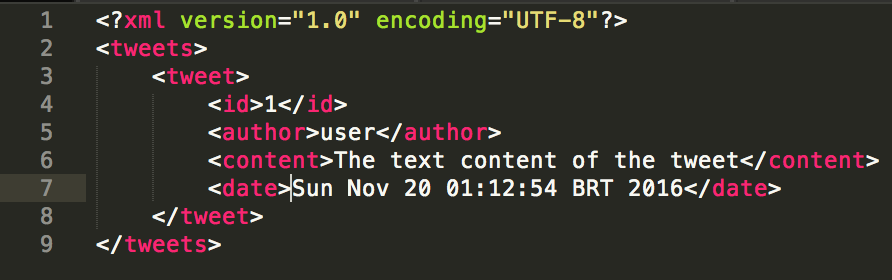 1 <?xml version="1.0" encoding="UTF-8"?>
2 <tweets>
3 <tweet>
4 <id>1</id>
5 <author>user</author>
6 <content>The text content of the tweet</content>
7 <date>Sun Nov 20 01:12:54 BRT 2016</date>
8 </tweet>
9 </tweets>